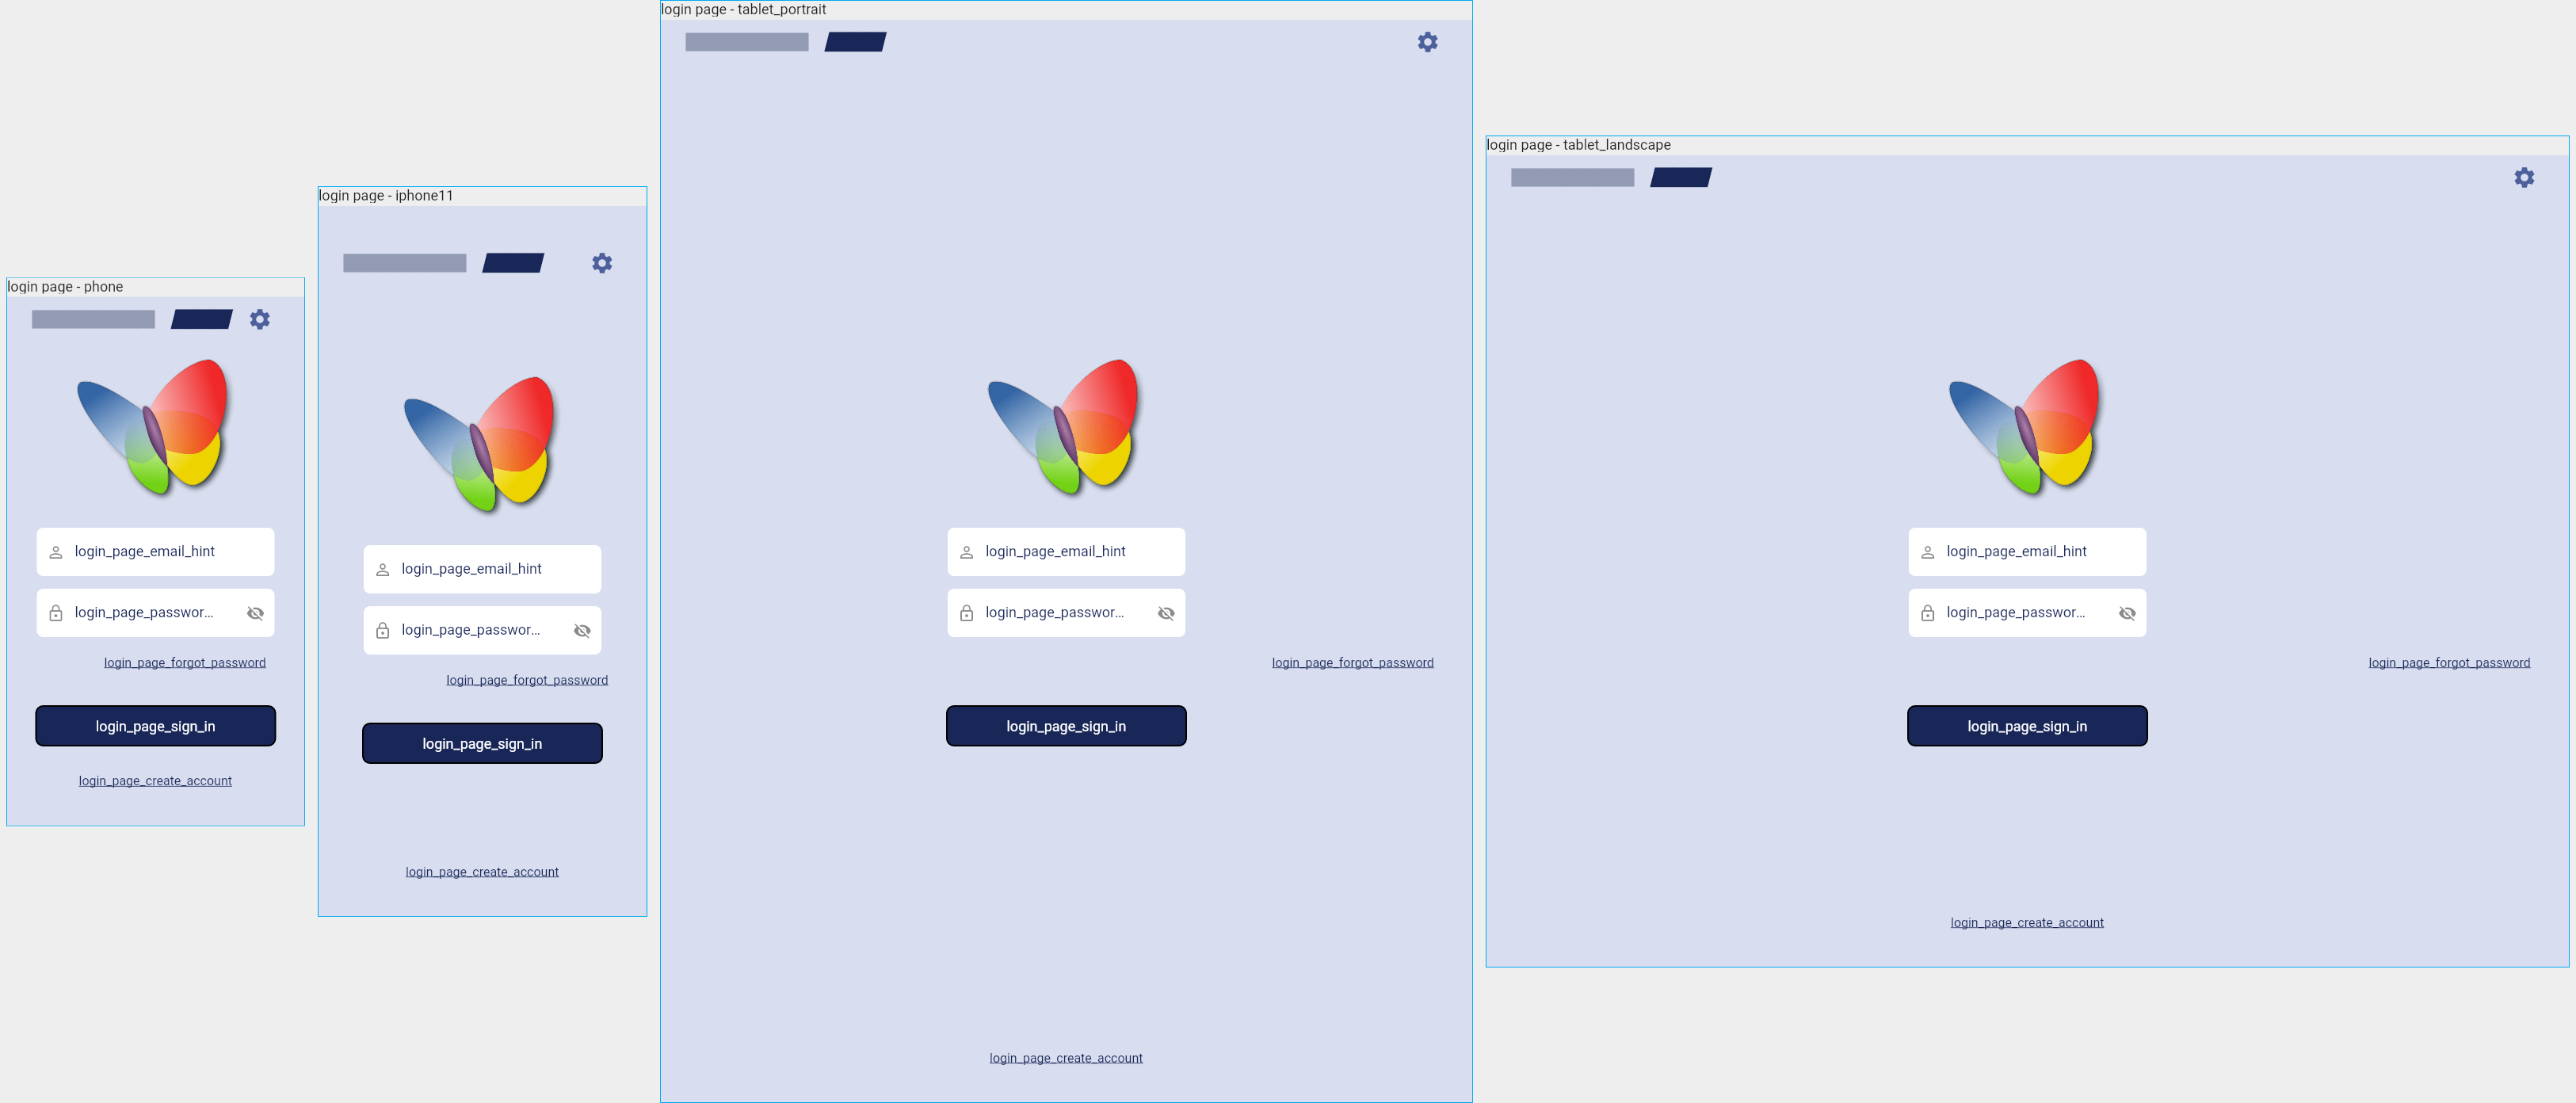 login page - phone
login_page_email_hint
login_page_passwor...
login_page_forgot_password
login_page_sign_in
login_page_create_account
login page - iphone11
login_page_email_hint
login_page_passwor...
login_page_forgot_password
login_page_sign_in
login_page_create_account
login page - tablet_portrait
login_page_email_hint
login_page_passwor...
login_page_forgot_password
login_page_sign_in
login_page_create_account
login page - tablet_landscape
login_page_email_hint
login_page_passwor...
login_page_forgot_password
login_page_sign_in
login_page_create_account